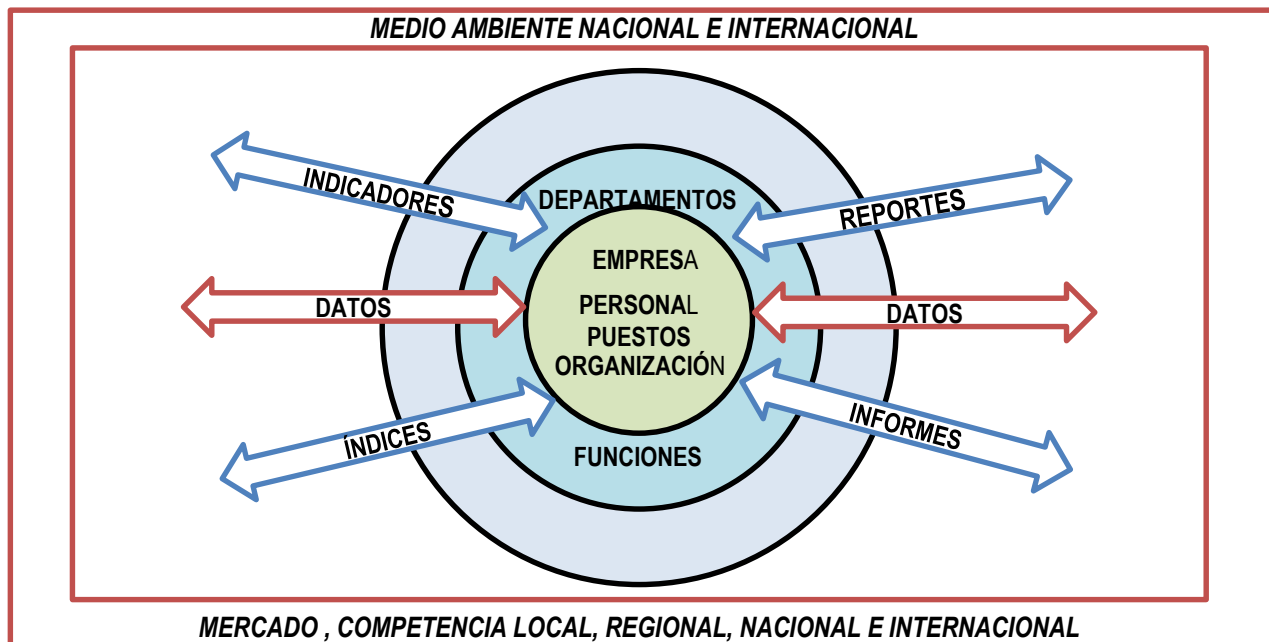 MEDIO AMBIENTE NACIONAL E INTERNACIONAL
INDICADORES
DEPARTAMENTOS
REPORTES
EMPRESA
DATOS
PERSONAL
DATOS
PUESTOS
ORGANIZACIÓN
ÍNDICES
INFORMES
FUNCIONES
MERCADO , COMPETENCIA LOCAL, REGIONAL, NACIONAL E INTERNACIONAL